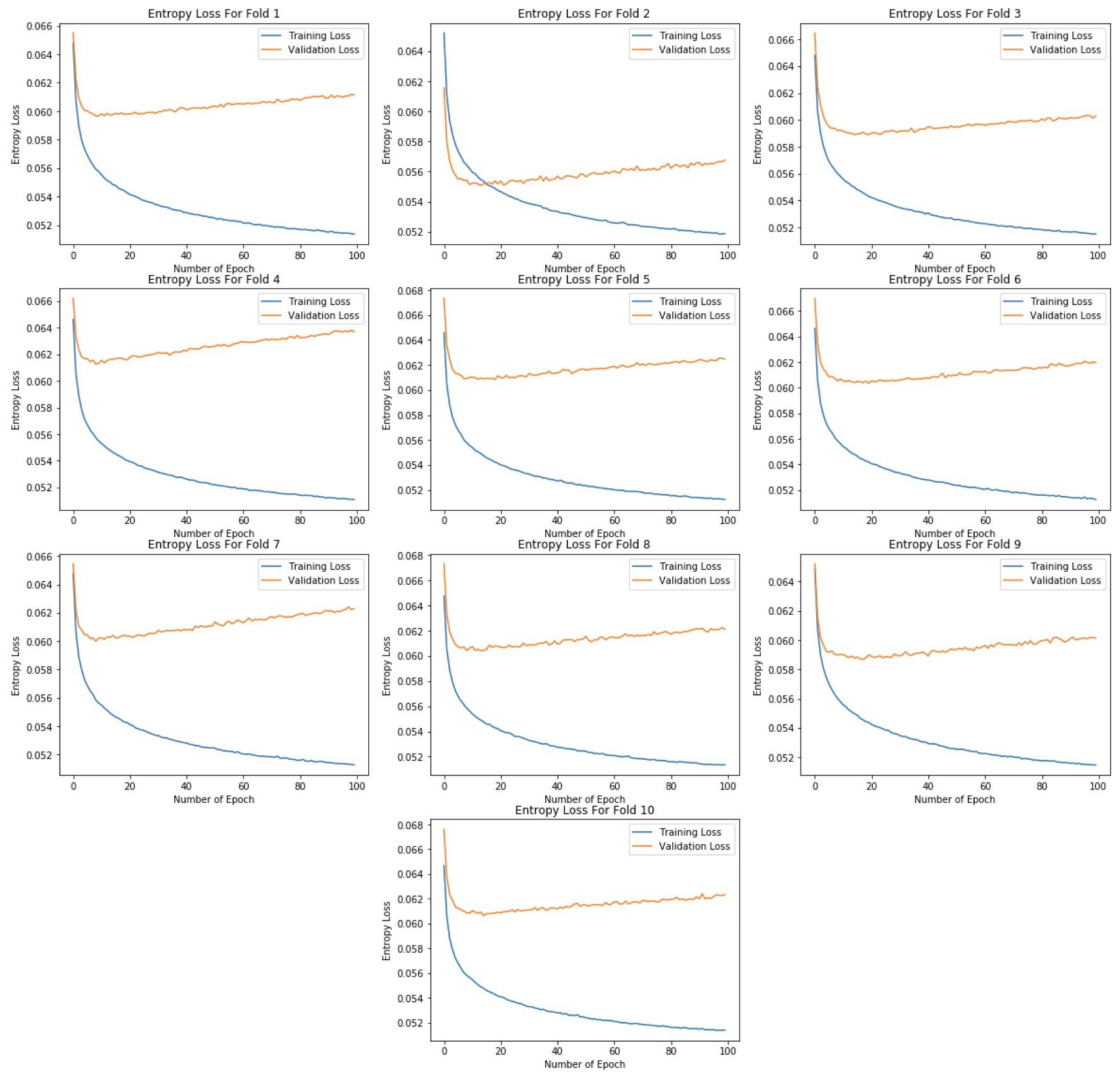 Entropy Loss For Fold 1
0.066
0.064
0.062
0.060
0.058
0.056
0.054
0.052
Entropy Loss
Training Loss
Validation Loss
0 20 40 60 80 100
Number of Epoch
Entropy Loss For Fold 2
0.064
0.062
0.060
0.058
0.056
0.054
0.052
Entropy Loss
Training Loss
Validation Loss
0 20 40 60 80 100
Number of Epoch
Entropy Loss For Fold 3
0.066
0.064
0.062
0.060
0.058
0.056
0.054
0.052
Entropy Loss
Training Loss
Validation Loss
0 20 40 60 80 100
Number of Epoch
Entropy Loss For Fold 4
0.066
0.064
0.062
0.060
0.058
0.056
0.054
0.052
Entropy Loss
Training Loss
Validation Loss
0 20 40 60 80 100
Number of Epoch
Entropy Loss For Fold 5
0.068
0.066
0.064
0.062
0.060
0.058
0.056
0.054
0.052
Entropy Loss
Training Loss
Validation Loss
0 20 40 60 80 100
Number of Epoch
Entropy Loss For Fold 6
0.066
0.064
0.062
0.060
0.058
0.056
0.054
0.052
Entropy Loss
Training Loss
Validation Loss
0 20 40 60 80 100
Number of Epoch
Entropy Loss For Fold 7
0.066
0.064
0.062
0.060
0.058
0.056
0.054
0.052
Entropy Loss
Training Loss
Validation Loss
0 20 40 60 80 100
Number of Epoch
Entropy Loss For Fold 8
0.068
0.066
0.064
0.062
0.060
0.058
0.056
0.054
0.052
Entropy Loss
Training Loss
Validation Loss
0 20 40 60 80 100
Number of Epoch
Entropy Loss For Fold 9
0.064
0.062
0.060
0.058
0.056
0.054
0.052
Entropy Loss
Training Loss
Validation Loss
0 20 40 60 80 100
Number of Epoch
Entropy Loss For Fold 10
0.068
0.066
0.064
0.062
0.060
0.058
0.056
0.054
0.052
Entropy Loss
Training Loss
Validation Loss
0 20 40 60 80 100
Number of Epoch